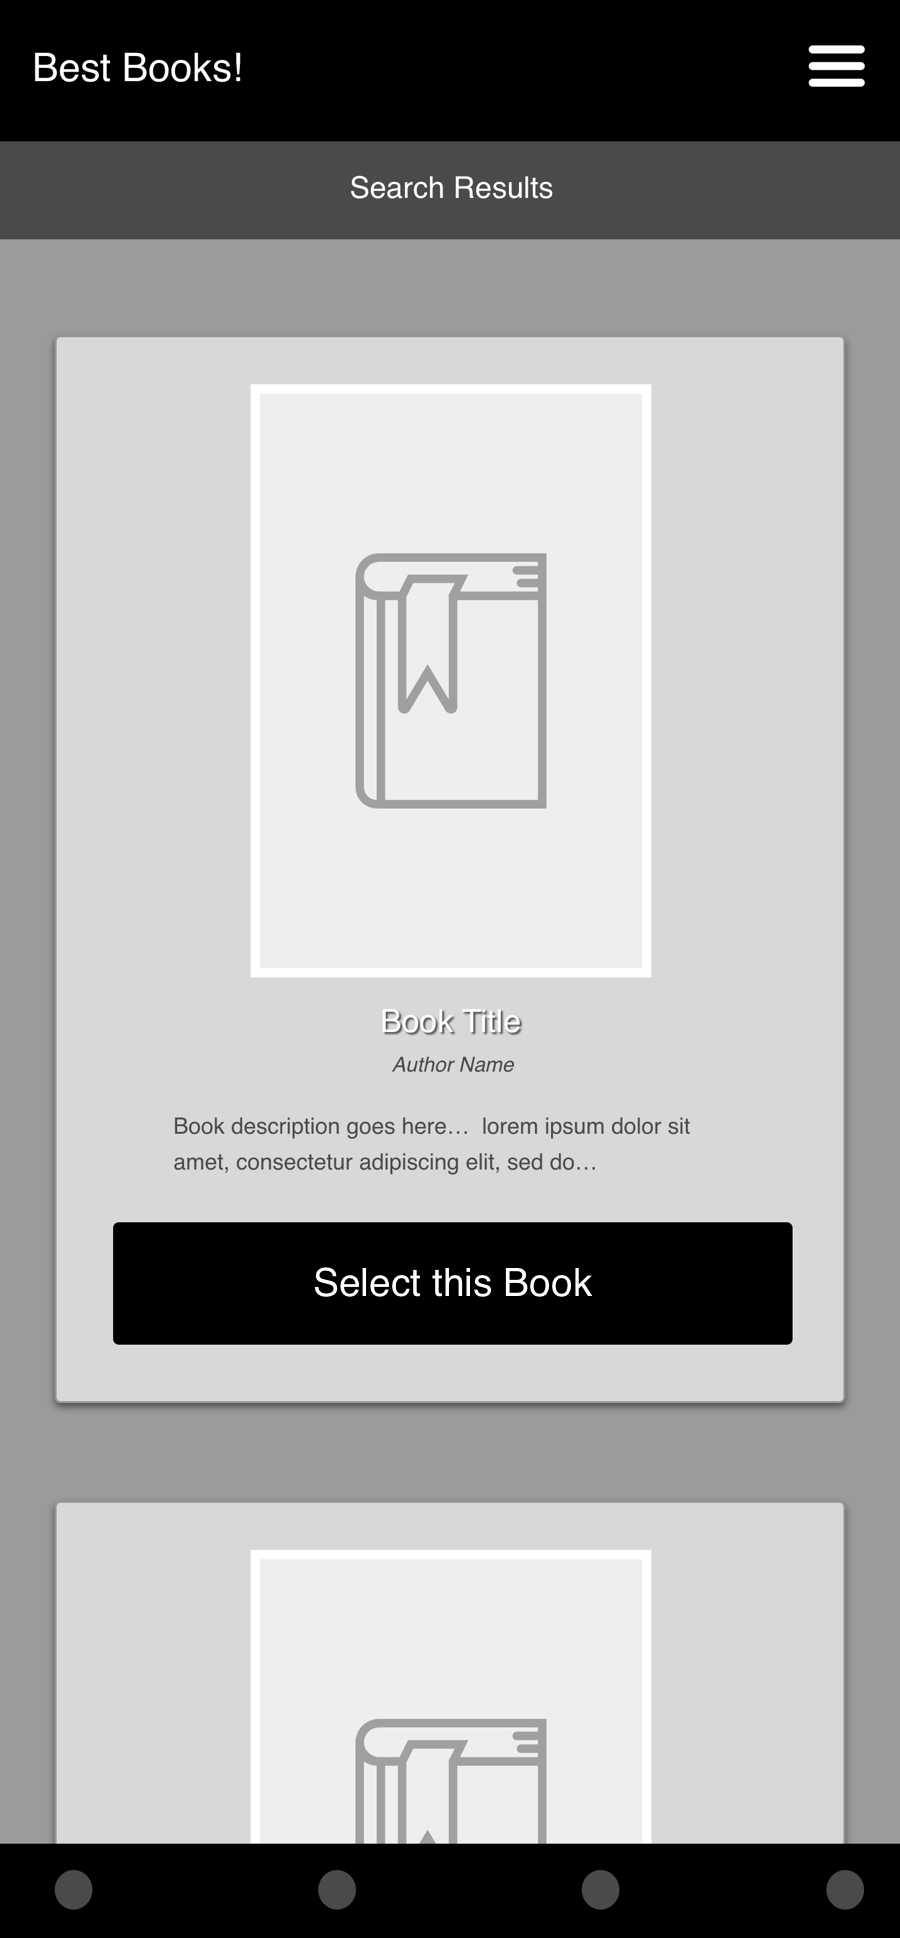 Best Books!
Search Results
Book Title
Author Name
Book description goes here…  lorem ipsum dolor sit
amet, consectetur adipiscing elit, sed do…
Select this Book